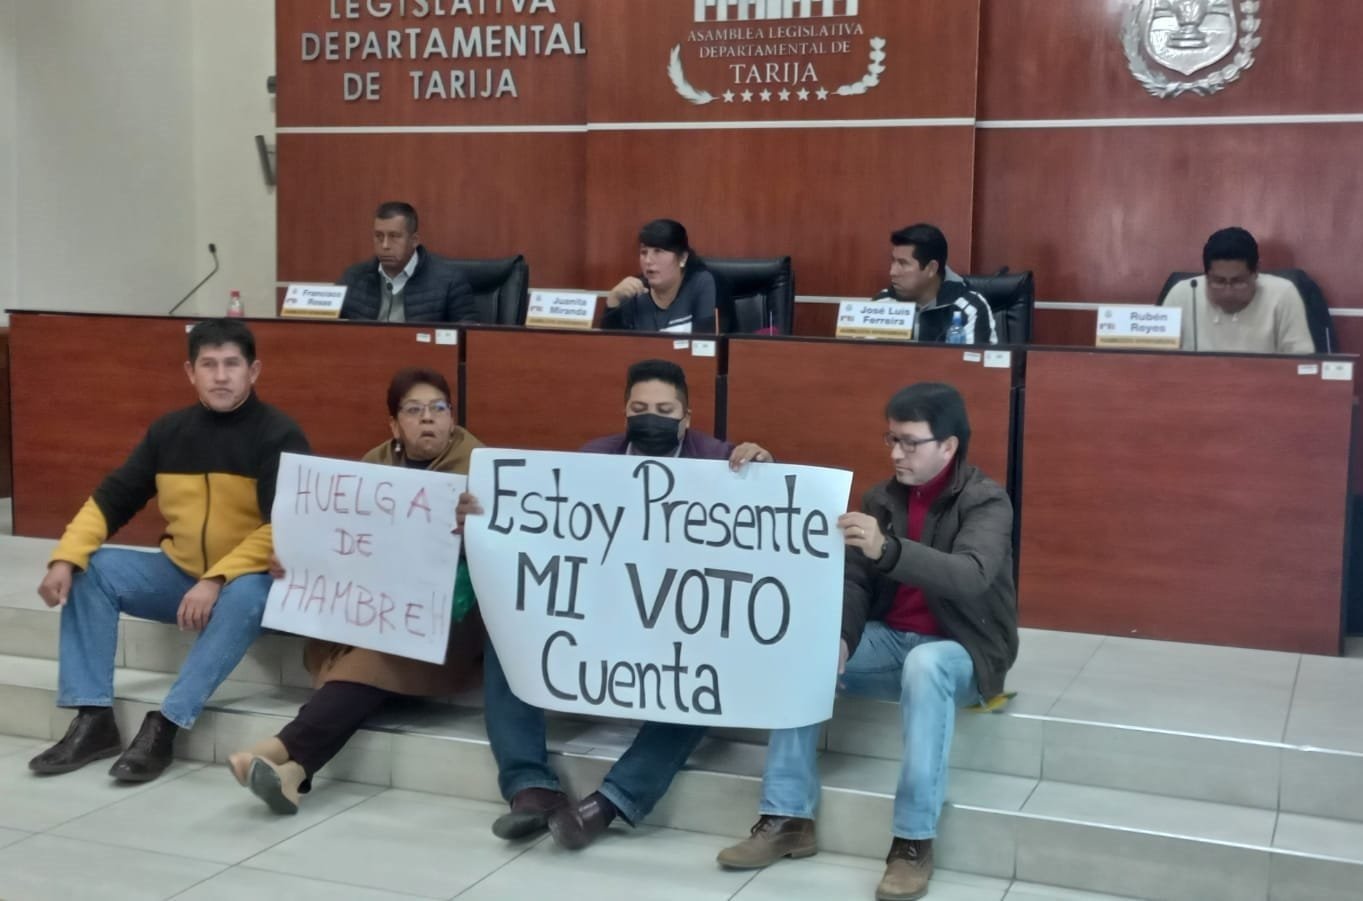 LEGISLATIVA
DEPARTAMENTAL
DE TARIJA
ASAMBLEA LEGISLATIVA
DEPARTAMENTAL DE
TARIJA
Francisco
Rosas
Juanita
Miranda
José Luis
Ferreira
Rubén
Reyes
HUELGA
DE
HAMBRE
Estoy Presente
MI VOTO
Cuenta